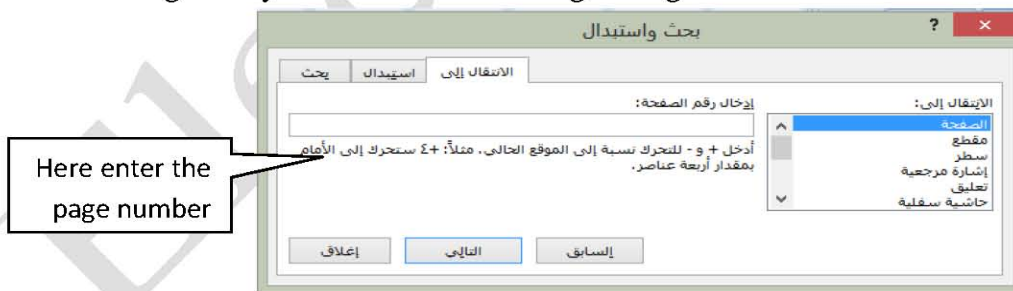 بحث واستبدال
?
×
الانتقال إلى
استبدال
بحث
الانتقال إلى:
الصفحة
مقطع
سطر
إشارة مرجعية
تعليق
حاشية سفلية
إدخال رقم الصفحة:
أدخل + و - للتحرك نسبة إلى الموقع الحالي. مثلاً: +٤ ستحرك إلى الأمام
بمقدار أربعة عناصر.
السابق
التالي
إغلاق
Here enter the
page number